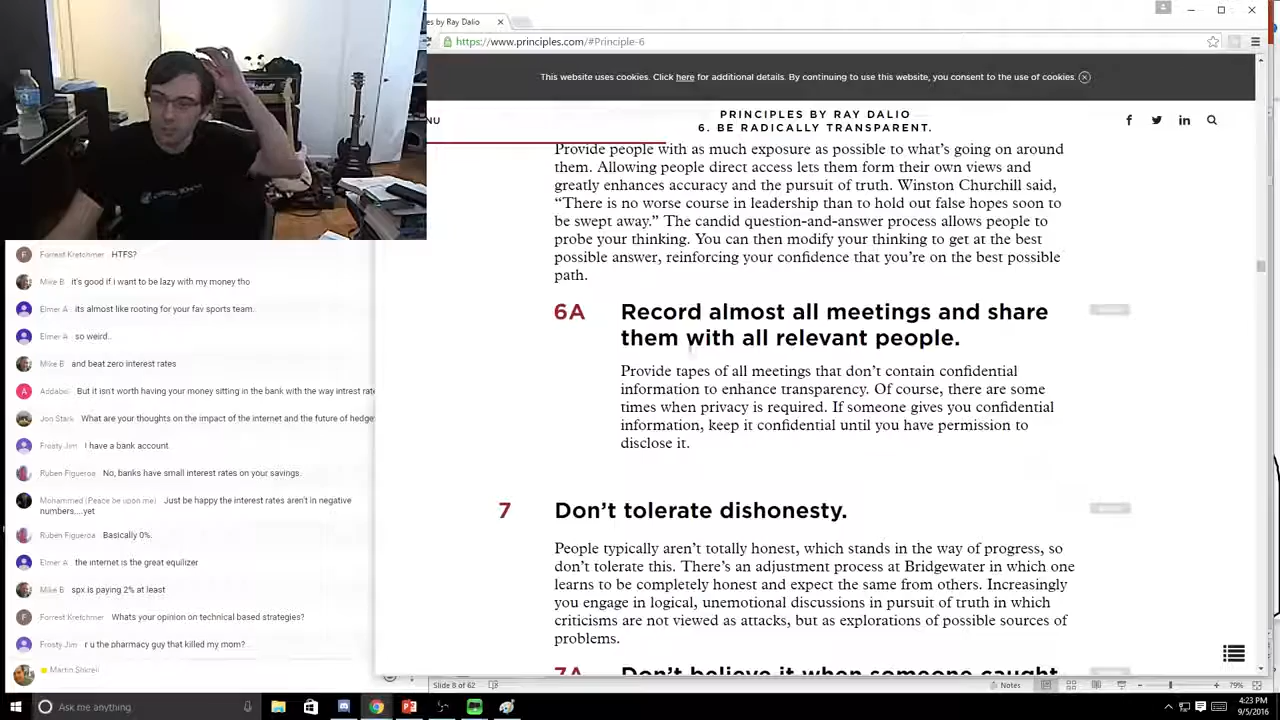 ples by Ray Dalio
https://www.principles.com/#Principle-6
This website uses cookies. Click here for additional details. By continuing to use this website, you consent to the use of cookies.
NU
PRINCIPLES BY RAY DALIO
6. BE RADICALLY TRANSPARENT.
Provide people with as much exposure as possible to what's going on around
them. Allowing people direct access lets them form their own views and
greatly enhances accuracy and the pursuit of truth. Winston Churchill said,
“There is no worse course in leadership than to hold out false hopes soon to
be swept away.” The candid question-and-answer process allows people to
probe your thinking. You can then modify your thinking to get at the best
possible answer, reinforcing your confidence that you're on the best possible
path.
6A Record almost all meetings and share
them with all relevant people.
Provide tapes of all meetings that don't contain confidential
information to enhance transparency. Of course, there are some
times when privacy is required. If someone gives you confidential
information, keep it confidential until you have permission to
disclose it.
7 Don't tolerate dishonesty.
People typically aren't totally honest, which stands in the way of progress, so
don't tolerate this. There's an adjustment process at Bridgewater in which one
learns to be completely honest and expect the same from others. Increasingly
you engage in logical, unemotional discussions in pursuit of truth in which
criticisms are not viewed as attacks, but as explorations of possible sources of
problems.
7A Don't believe it when someone caught
Forrest Kretchmer HTFS?
Mike B it's good if i want to be lazy with my money tho
Elmer A its almost like rooting for your fav sports team.
Elmer A so weird..
Mike B and beat zero interest rates
Addabol But it isn't worth having your money sitting in the bank with the way intrest rate
Jon Stark What are your thoughts on the impact of the internet and the future of hedge
Frosty Jim I have a bank account.
Ruben Figueroa No, banks have small interest rates on your savings.
Mohammed (Peace be upon me) Just be happy the interest rates aren't in negative
numbers....yet
Ruben Figueroa Basically 0%.
Elmer A the internet is the great equilizer
Mike B spx is paying 2% at least
Forrest Kretchmer Whats your opinion on technical based strategies?
Frosty Jim r u the pharmacy guy that killed my mom?
Martin Shkreli
Slide 8 of 62
Notes
79%
Ask me anything
4:23 PM
9/5/2016